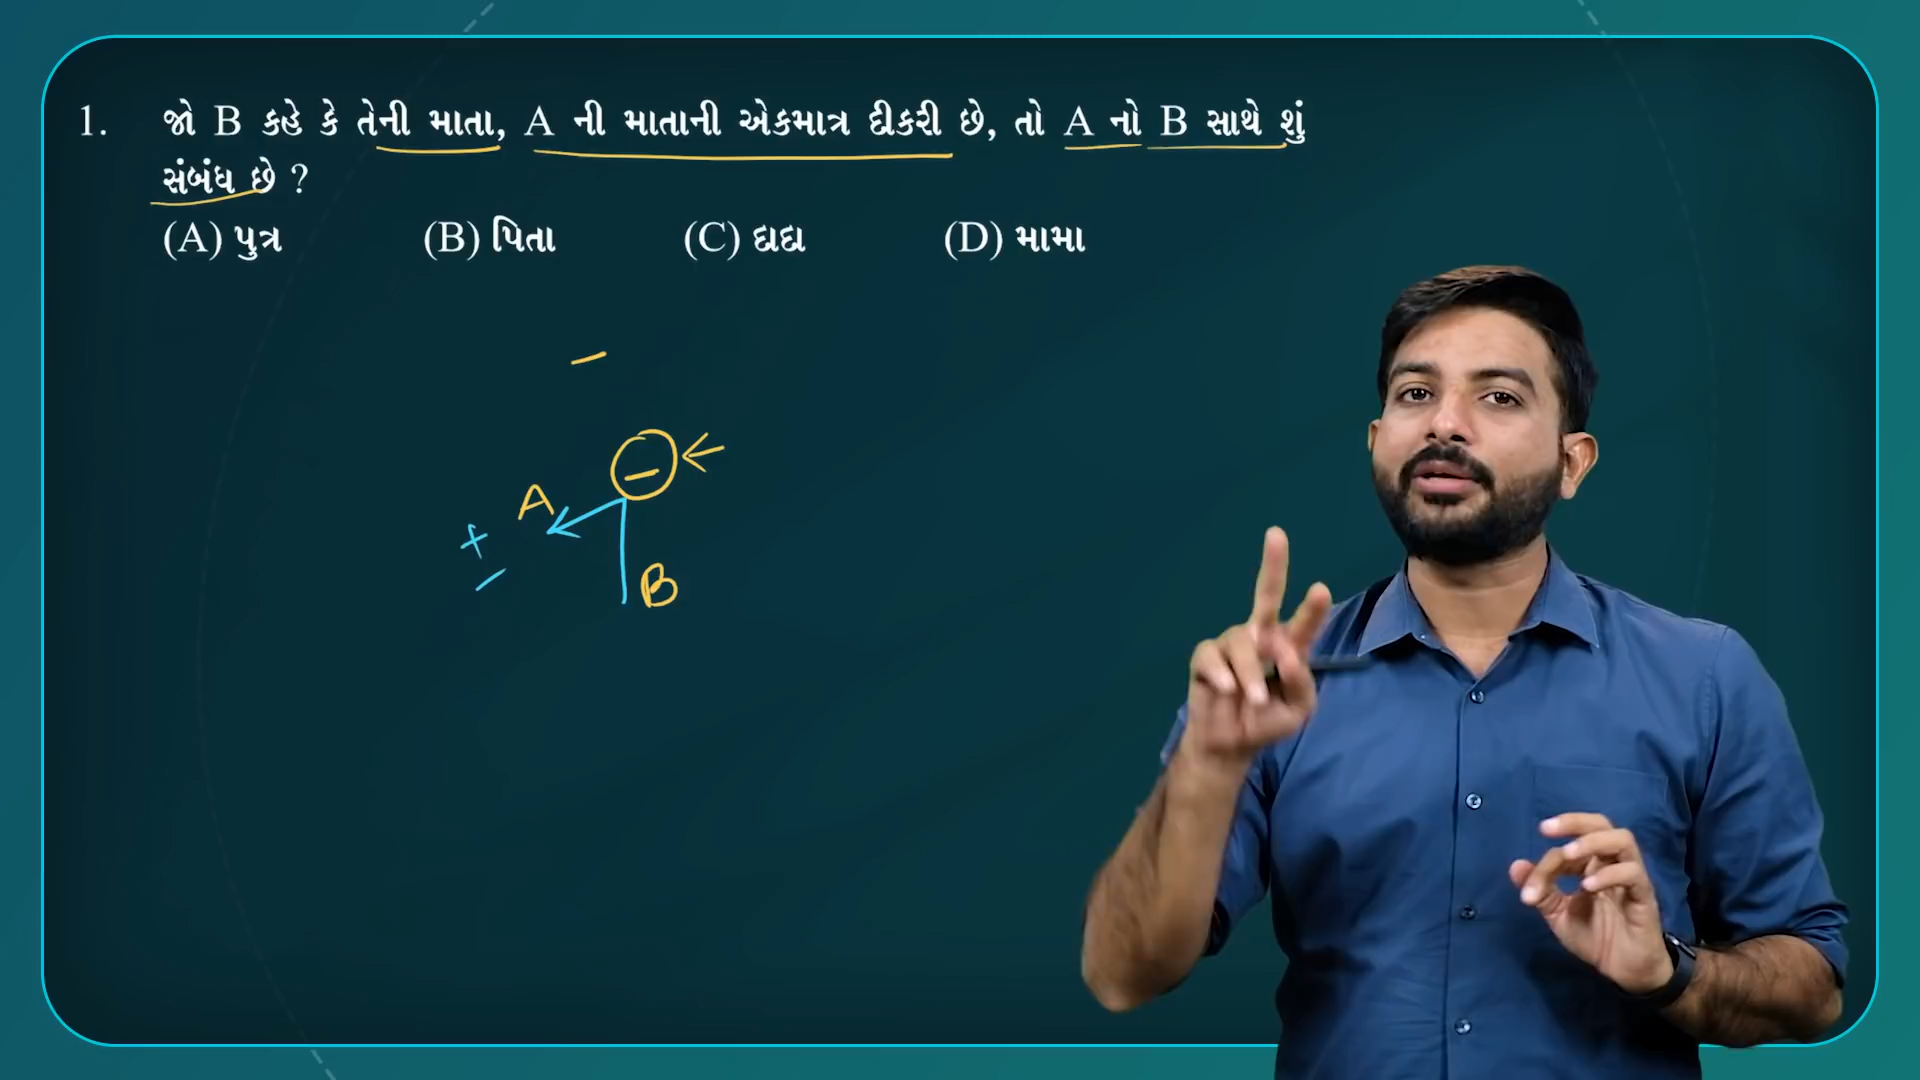 1. જો B કહે કે તેની માતા, A ની માતાની એકમાત્ર દીકરી છે, તો A નો B સાથે શું
સંબંધ છે ?
(A) પુત્ર (B) પિતા (C) દાદા (D) મામા
−
−
A
+
−
B